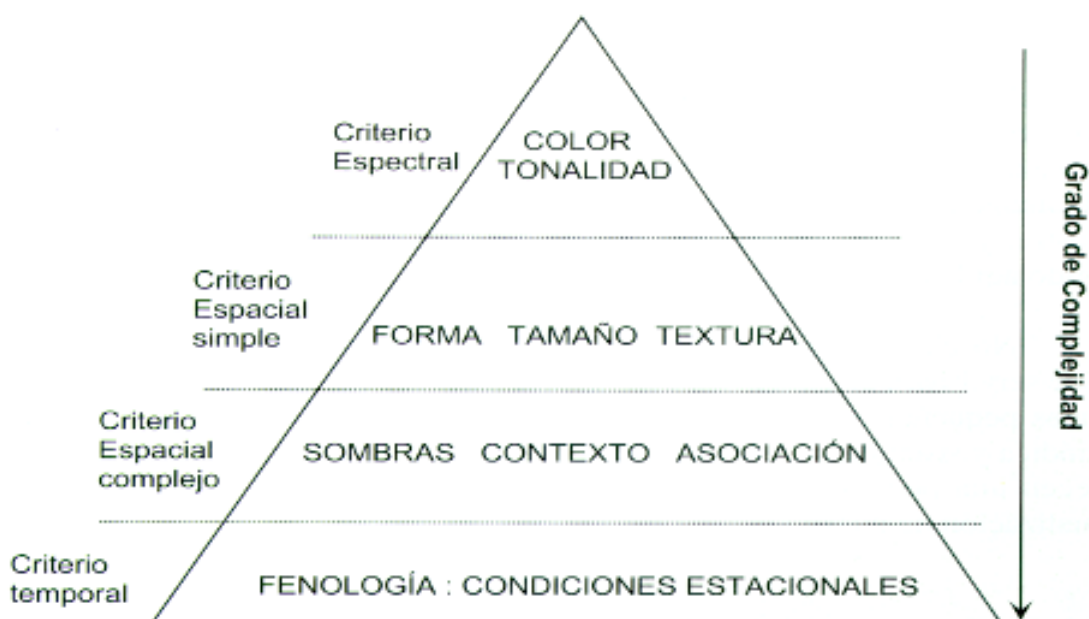 Criterio
Espectral
COLOR
TONALIDAD
Criterio
Espacial
simple
FORMA TAMAÑO TEXTURA
Criterio
Espacial
complejo
SOMBRAS CONTEXTO ASOCIACIÓN
Criterio
temporal
FENOLOGÍA : CONDICIONES ESTACIONALES
Grado de Complejidad